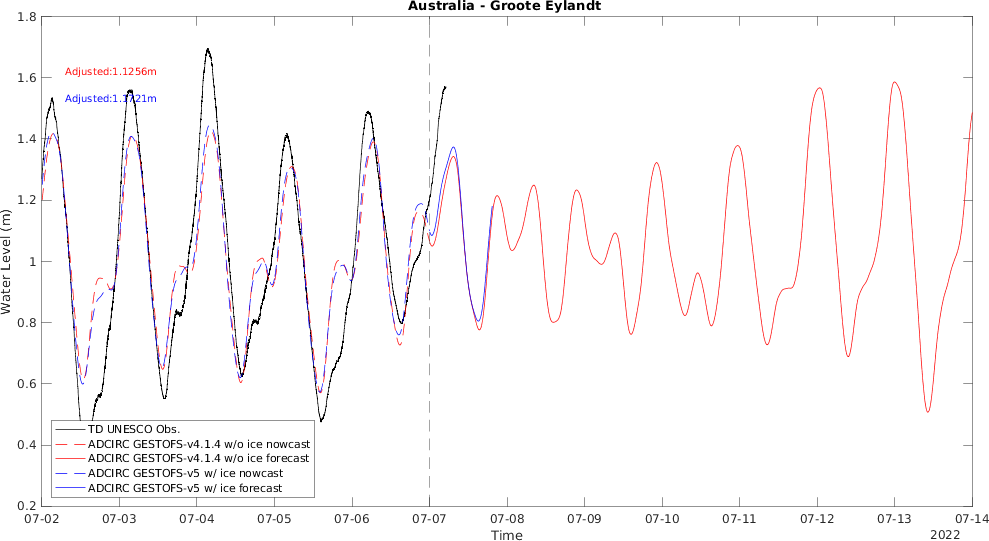 Australia - Groote Eylandt
1.8
1.6
1.4
1.2
1
0.8
0.6
0.4
0.2
Water Level (m)
Adjusted:1.1256m
Adjusted:1.1721m
TD UNESCO Obs.
ADCIRC GESTOFS-v4.1.4 w/o ice nowcast
ADCIRC GESTOFS-v4.1.4 w/o ice forecast
ADCIRC GESTOFS-v5 w/ ice nowcast
ADCIRC GESTOFS-v5 w/ ice forecast
07-02 07-03 07-04 07-05 07-06 07-07 07-08 07-09 07-10 07-11 07-12 07-13 07-14
Time
2022